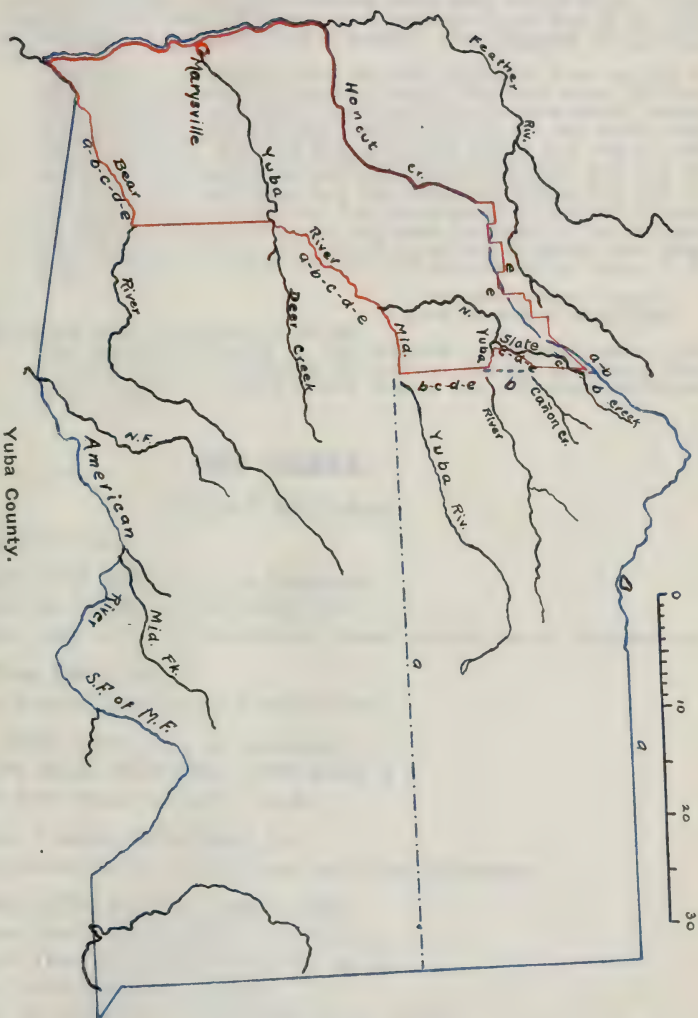 Feather
Riv.
Honcut
cr.
Marysville
Yuba
River
a-b-c-d-e
Bear
a-b-c-d-e
River
Deer Creek
Mid.
N.
Yuba
Slate
c-d-e
c
e
e
a-b
b
creek
Cañon cr.
River
b-c-d-e
b
Yuba
Riv.
N.F.
American
River
Mid. Fk.
S.F. of M.F.
a
a
0
10
20
30
Yuba County.